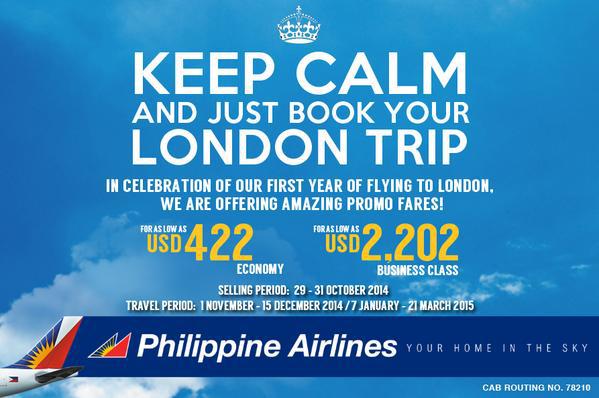 KEEP CALM
AND JUST BOOK YOUR
LONDON TRIP
IN CELEBRATION OF OUR FIRST YEAR OF FLYING TO LONDON,
WE ARE OFFERING AMAZING PROMO FARES!
FOR AS LOW AS USD 422 ECONOMY
FOR AS LOW AS USD 2,202 BUSINESS CLASS
SELLING PERIOD: 29 - 31 OCTOBER 2014
TRAVEL PERIOD: 1 NOVEMBER - 15 DECEMBER 2014 / 7 JANUARY - 21 MARCH 2015
Philippine Airlines YOUR HOME IN THE SKY
CAB ROUTING NO. 78210